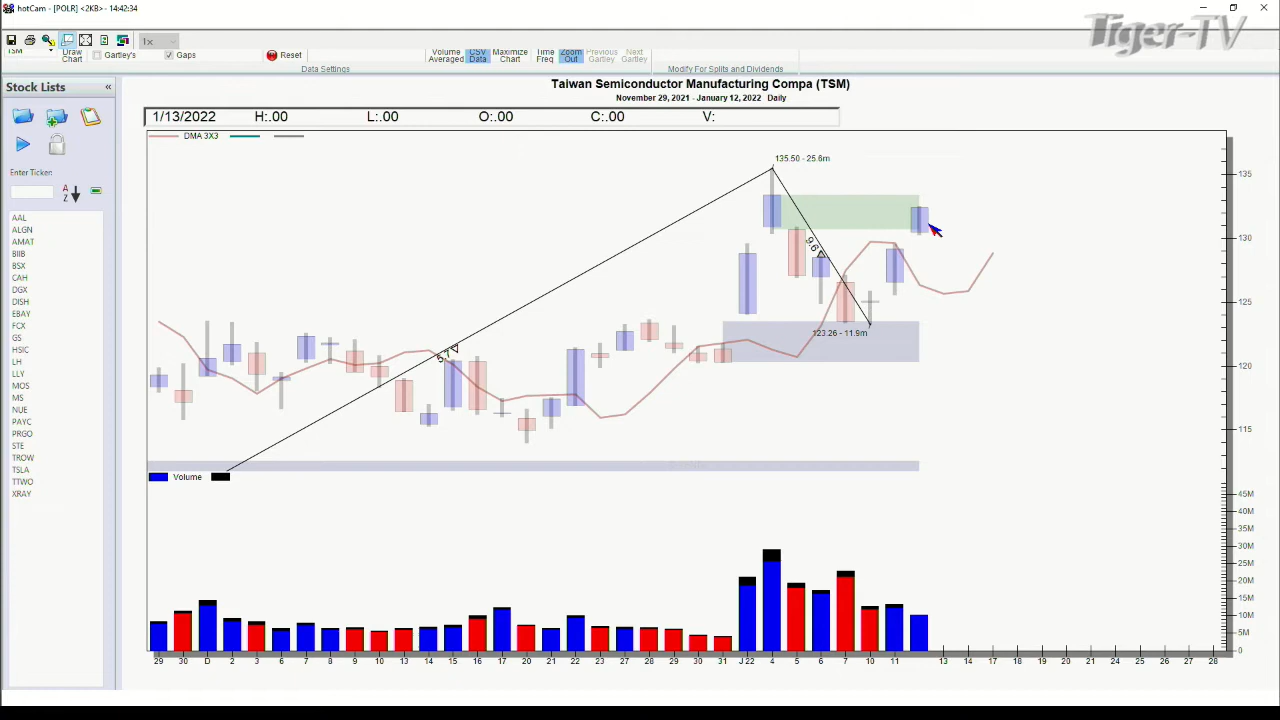 hotCam - [POLR] <2KB> - 14:42:34
Tiger-TV
1x
TSM
Draw
Chart
Gartley's
Gaps
Reset
Volume
Averaged
CSV
Data
Maximize
Chart
Time
Freq
Zoom
Out
Previous
Gartley
Next
Gartley
Data Settings
Modify For Splits and Dividends
Stock Lists «
Enter Ticker:
A
Z
AAL
ALGN
AMAT
BIIB
BSX
CAH
DGX
DISH
EBAY
FCX
GS
HSIC
LH
LLY
MOS
MS
NUE
PAYC
PRGO
STE
TROW
TSLA
TTWO
XRAY
Taiwan Semiconductor Manufacturing Compa (TSM)
November 29, 2021 - January 12, 2022 Daily
1/13/2022 H:.00 L:.00 O:.00 C:.00 V:
DMA 3X3
135.50 - 25.6m
9.6
5.7
123.26 - 11.9m
135
130
125
120
115
Volume
45M
40M
35M
30M
25M
20M
15M
10M
5M
0
29 30 D 2 3 6 7 8 9 10 13 14 15 16 17 20 21 22 23 27 28 29 30 31 J 22 4 6 7 10 11 13 14 18 19 20 21 24 25 26 27 28